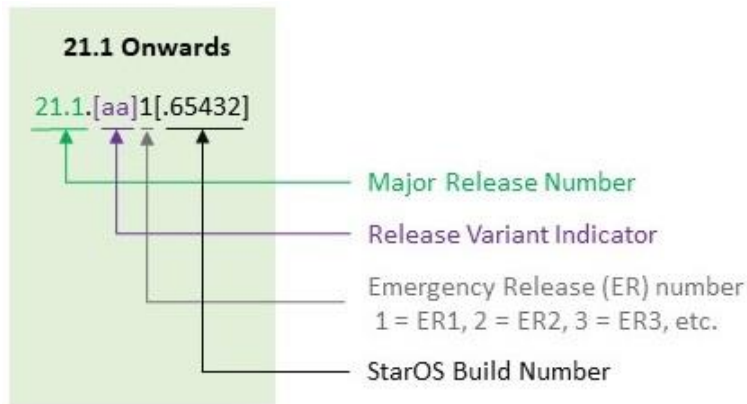 21.1 Onwards
21.1.[aa]1[.65432]
Major Release Number
Release Variant Indicator
Emergency Release (ER) number
1 = ER1, 2 = ER2, 3 = ER3, etc.
StarOS Build Number